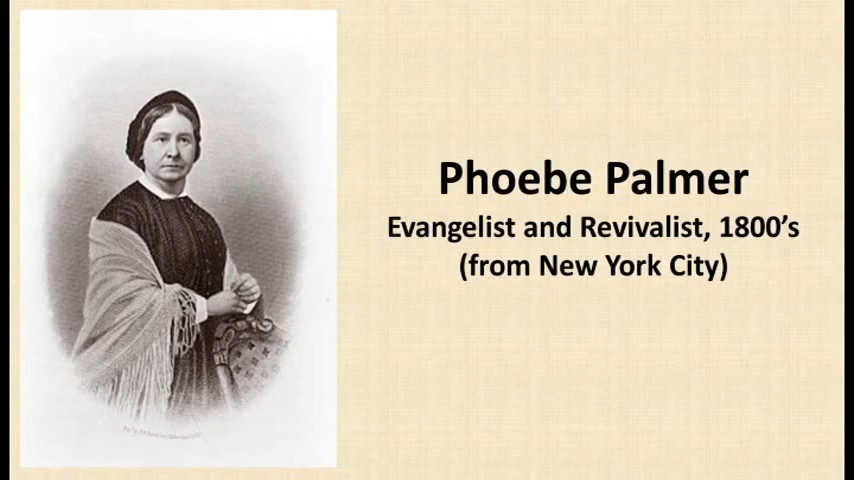 Phoebe Palmer
Evangelist and Revivalist, 1800’s
(from New York City)